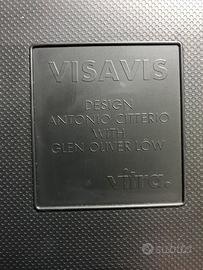 VISAVIS
DESIGN
ANTONIO CITTERIO
WITH
GLEN OLIVER LÖW
vitra.
subito